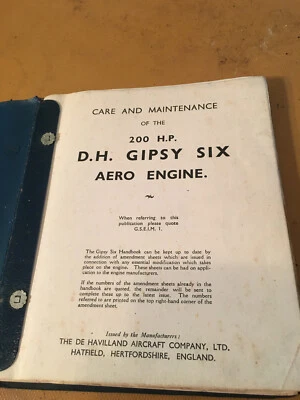 CARE AND MAINTENANCE
OF THE
200 H.P.
D.H. GIPSY SIX
AERO ENGINE.
When referring to this
publication please quote
G.S.E.I.M. 1.
The Gipsy Six Handbook can be kept up to date by
the addition of amendment sheets which are issued in
connection with any essential modification which takes
place on the engine. These sheets can be had on application
to the engine manufacturers.
If the numbers of the amendment sheets already in the
handbook are quoted, the remainder will be sent to
complete these up to the latest issue. The numbers
referred to are printed on the top right-hand corner of the
amendment sheet.
Issued by the Manufacturers:
THE DE HAVILLAND AIRCRAFT COMPANY, LTD.
HATFIELD, HERTFORDSHIRE, ENGLAND.